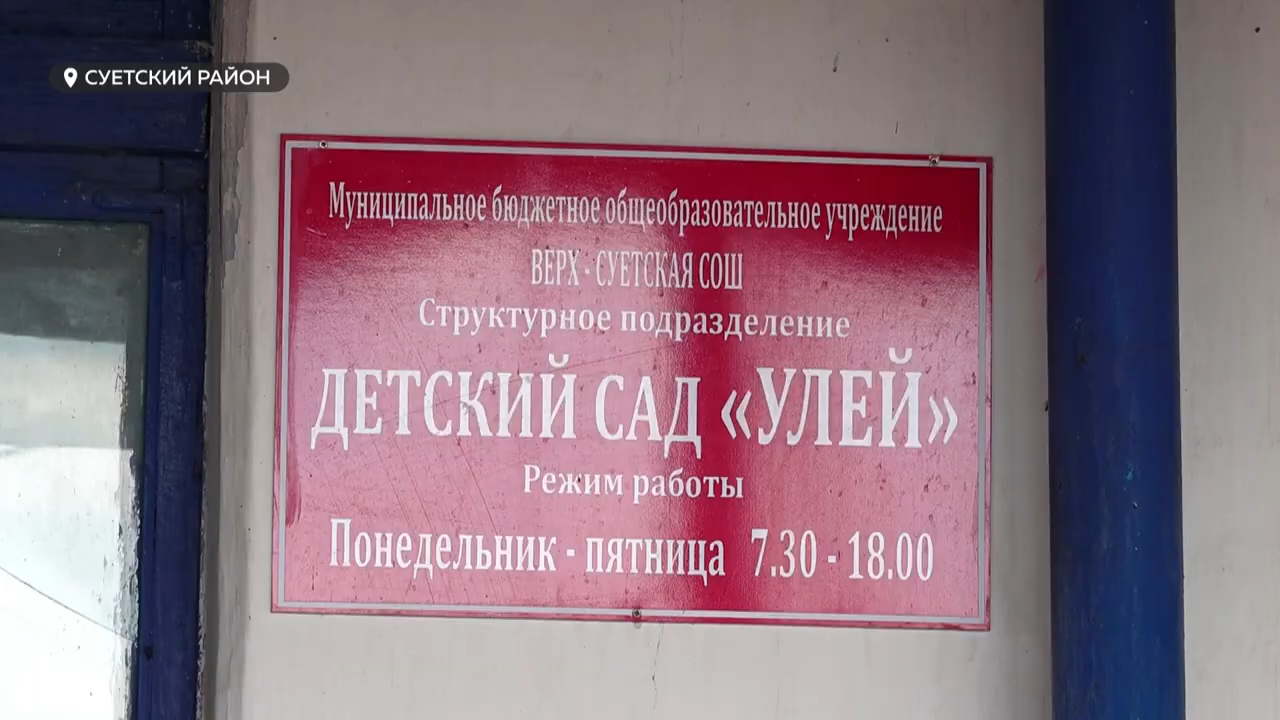 СУЕТСКИЙ РАЙОН
Муниципальное бюджетное общеобразовательное учреждение
ВЕРХ - СУЕТСКАЯ СОШ
Структурное подразделение
ДЕТСКИЙ САД «УЛЕЙ»
Режим работы
Понедельник - пятница 7.30 - 18.00